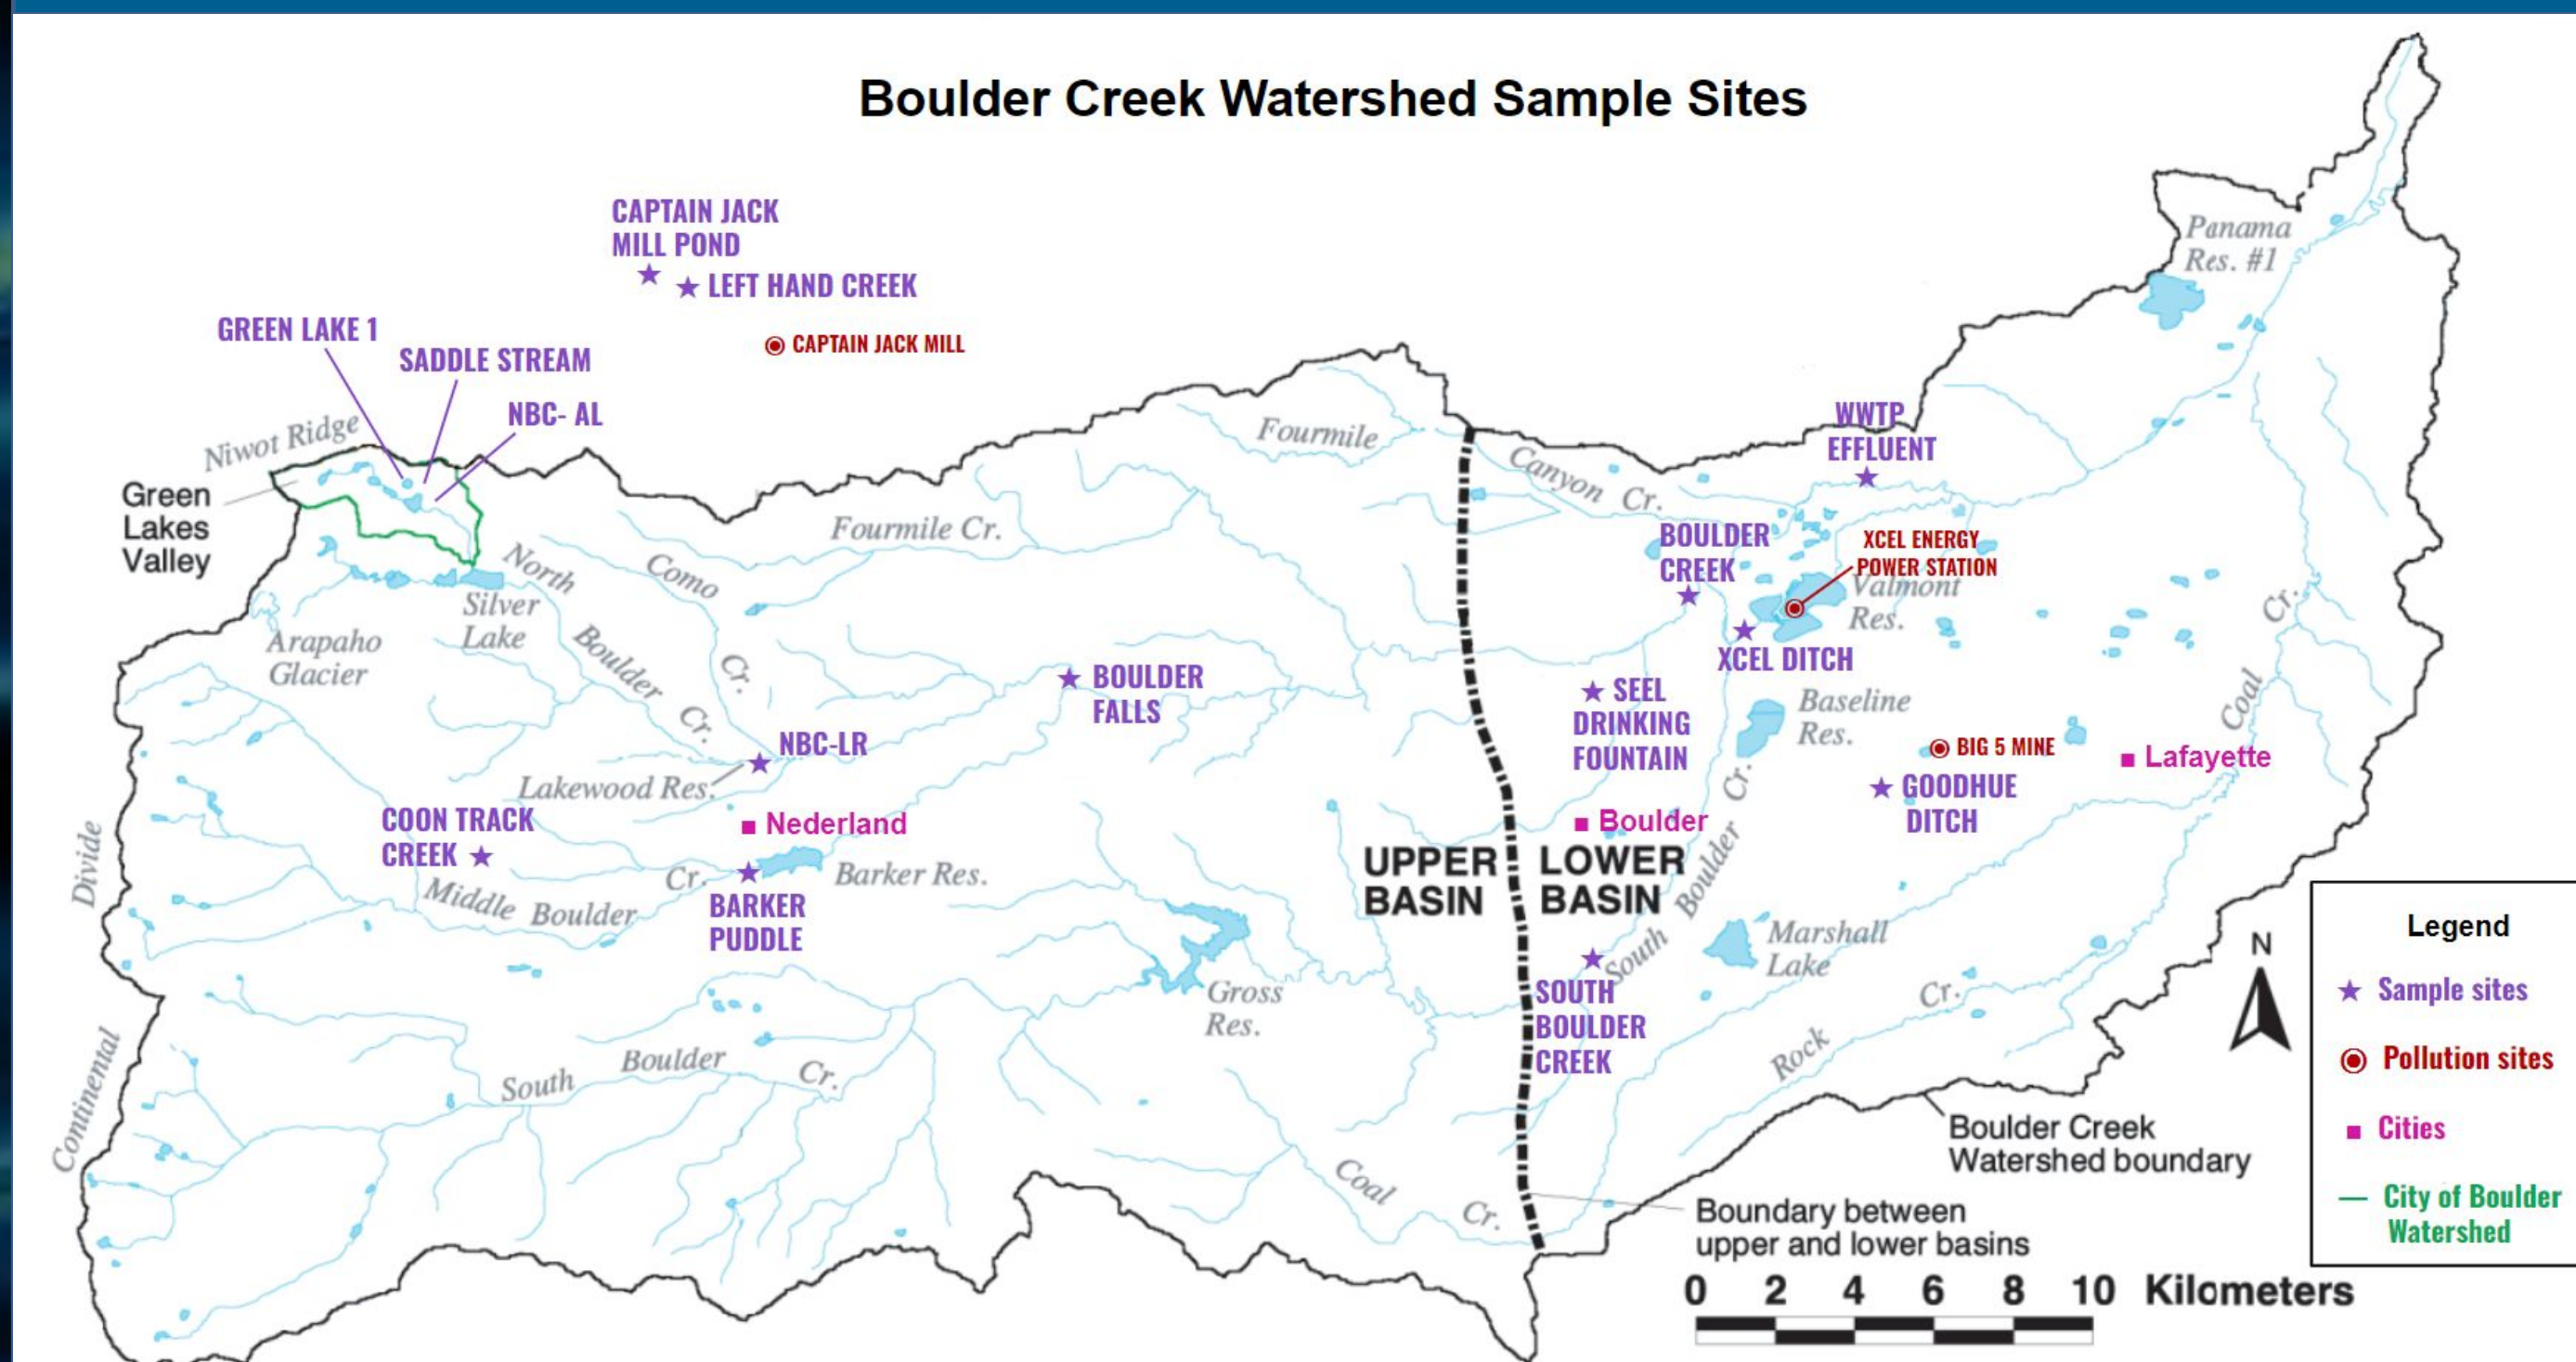 Boulder Creek Watershed Sample Sites
CAPTAIN JACK
MILL POND
LEFT HAND CREEK
CAPTAIN JACK MILL
GREEN LAKE 1
SADDLE STREAM
NBC- AL
Niwot Ridge
Green
Lakes
Valley
Arapaho
Glacier
Silver
Lake
North
Boulder
Cr.
Como
Cr.
Fourmile Cr.
Fourmile
Canyon Cr.
Panama
Res. #1
WWTP
EFFLUENT
BOULDER
CREEK
XCEL ENERGY
POWER STATION
Valmont
Res.
XCEL DITCH
BOULDER
FALLS
SEEL
DRINKING
FOUNTAIN
Baseline
Res.
BIG 5 MINE
Lafayette
GOODHUE
DITCH
Coal
Cr.
NBC-LR
Lakewood Res.
COON TRACK
CREEK
Nederland
Barker Res.
BARKER
PUDDLE
Middle Boulder
Cr.
Divide
Continental
Boulder
UPPER
BASIN
LOWER
BASIN
South
Boulder
Cr.
SOUTH
BOULDER
CREEK
Marshall
Lake
Gross
Res.
South
Boulder
Cr.
Rock
Cr.
Coal
Cr.
Boulder Creek
Watershed boundary
Boundary between
upper and lower basins
0 2 4 6 8 10 Kilometers
N
Legend
Sample sites
Pollution sites
Cities
City of Boulder
Watershed